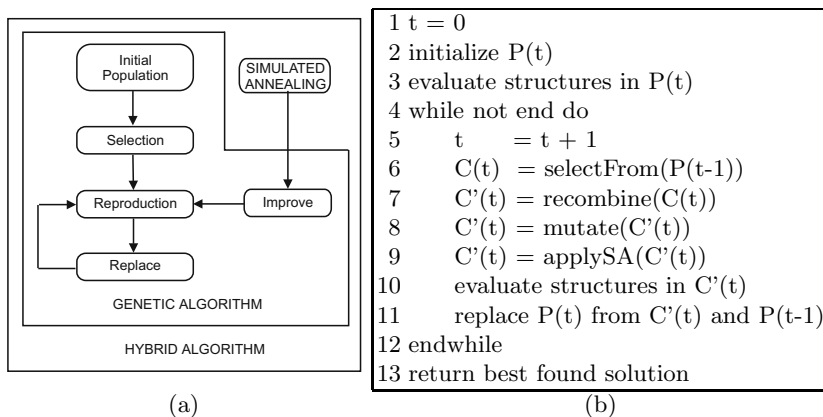 Initial
Population
SIMULATED
ANNEALING
Selection
Reproduction
Improve
Replace
GENETIC ALGORITHM
HYBRID ALGORITHM
(a)
1 t = 0
2 initialize P(t)
3 evaluate structures in P(t)
4 while not end do
5 t = t + 1
6 C(t) = selectFrom(P(t-1))
7 C'(t) = recombine(C(t))
8 C'(t) = mutate(C'(t))
9 C'(t) = applySA(C'(t))
10 evaluate structures in C'(t)
11 replace P(t) from C'(t) and P(t-1)
12 endwhile
13 return best found solution
(b)